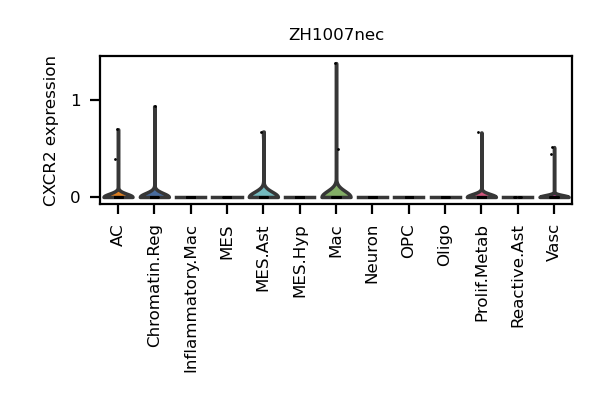 ZH1007nec
CXCR2 expression
1
0
AC
Chromatin.Reg
Inflammatory.Mac
MES
MES.Ast
MES.Hyp
Mac
Neuron
OPC
Oligo
Prolif.Metab
Reactive.Ast
Vasc